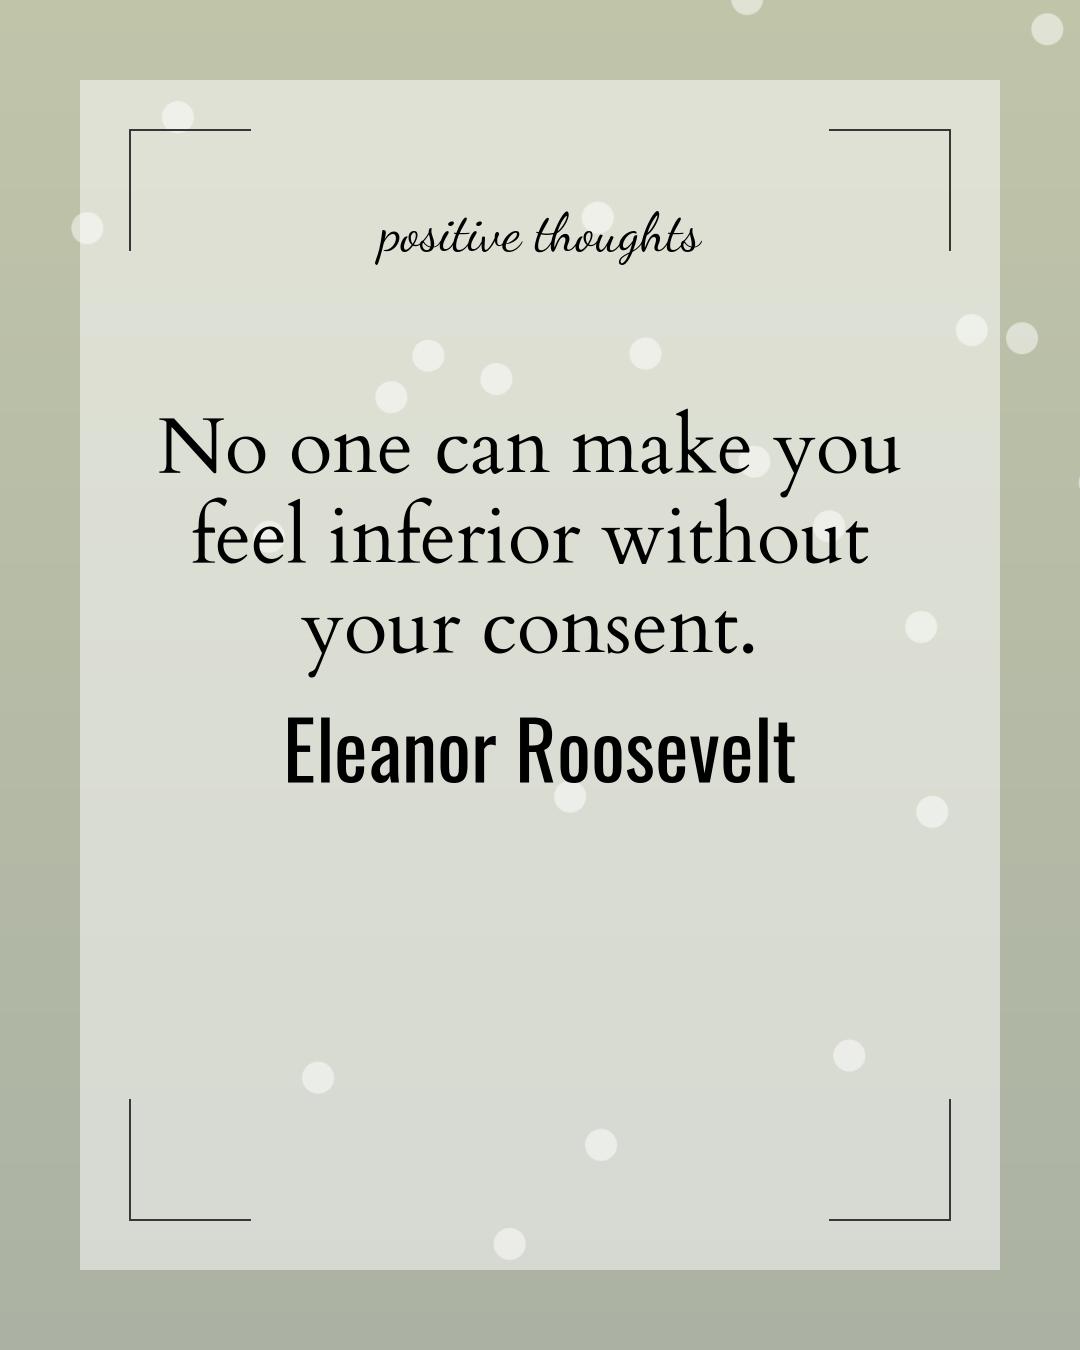 positive thoughts
No one can make you
feel inferior without
your consent.
Eleanor Roosevelt